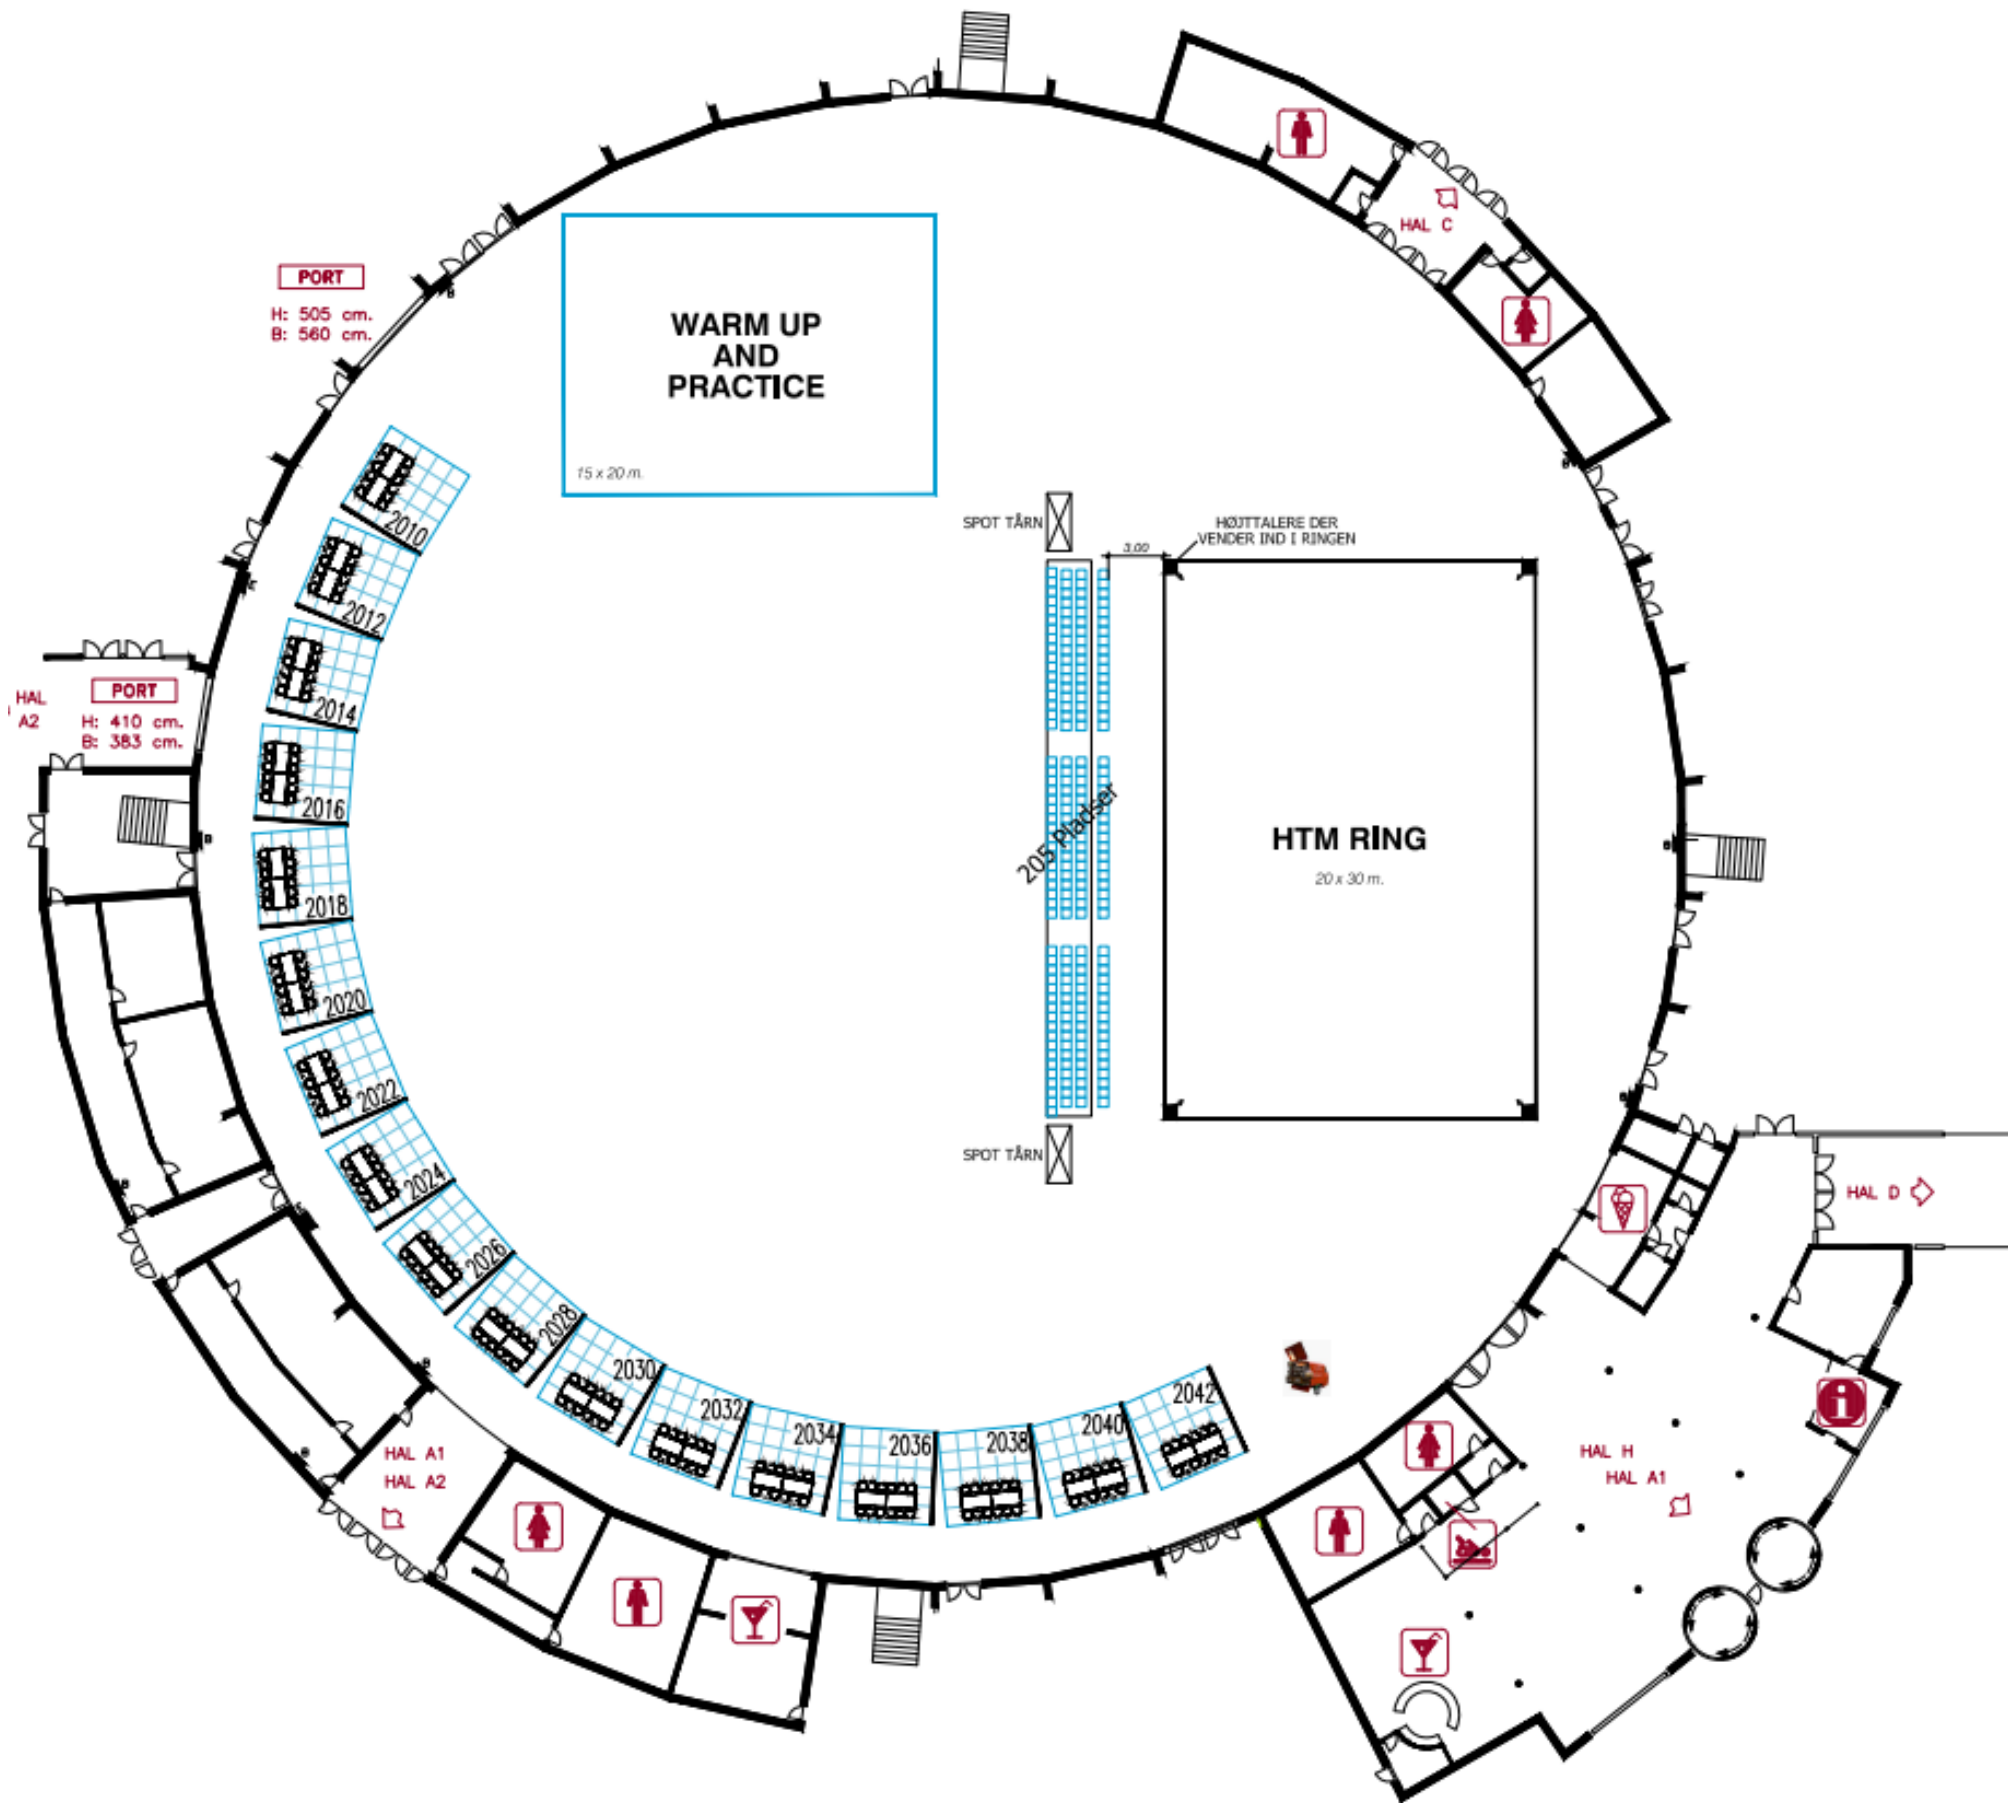 HAL C
PORT
H: 505 cm.
B: 560 cm.
WARM UP
AND
PRACTICE
15 x 20 m.
SPOT TÅRN
HØJTTALERE DER
VENDER IND I RINGEN
3,00
2010
2012
2014
2016
2018
2020
2022
2024
2026
2028
2030
2032
2034
2036
2038
2040
2042
HAL
A2
PORT
H: 410 cm.
B: 383 cm.
205 Pladser
HTM RING
20 x 30 m.
SPOT TÅRN
HAL D
HAL A1
HAL A2
HAL H
HAL A1